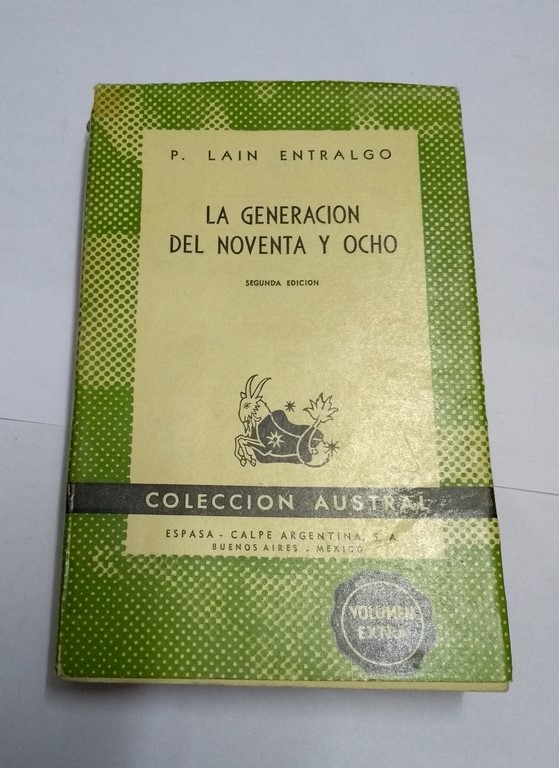 P. LAIN ENTRALGO
LA GENERACION
DEL NOVENTA Y OCHO
SEGUNDA EDICION
COLECCION AUSTRAL
ESPASA - CALPE ARGENTINA, S. A.
BUENOS AIRES - MEXICO
VOLUMEN
EXTRA